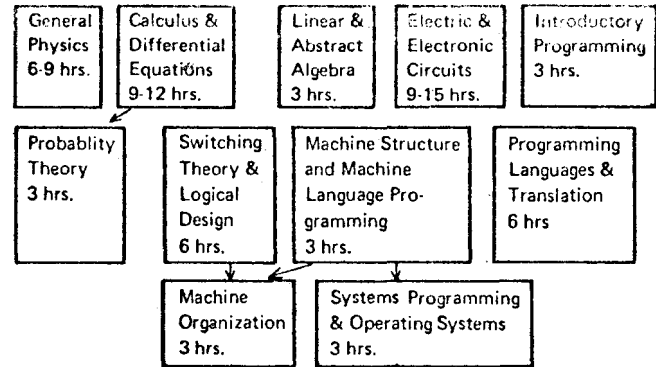 General
Physics
6-9 hrs.
Calculus &
Differential
Equations
9-12 hrs.
Linear &
Abstract
Algebra
3 hrs.
Electric &
Electronic
Circuits
9-15 hrs.
Introductory
Programming
3 hrs.
Probablity
Theory
3 hrs.
Switching
Theory &
Logical
Design
6 hrs.
Machine Structure
and Machine
Language Pro-
gramming
3 hrs.
Programming
Languages &
Translation
6 hrs
Machine
Organization
3 hrs.
Systems Programming
& Operating Systems
3 hrs.